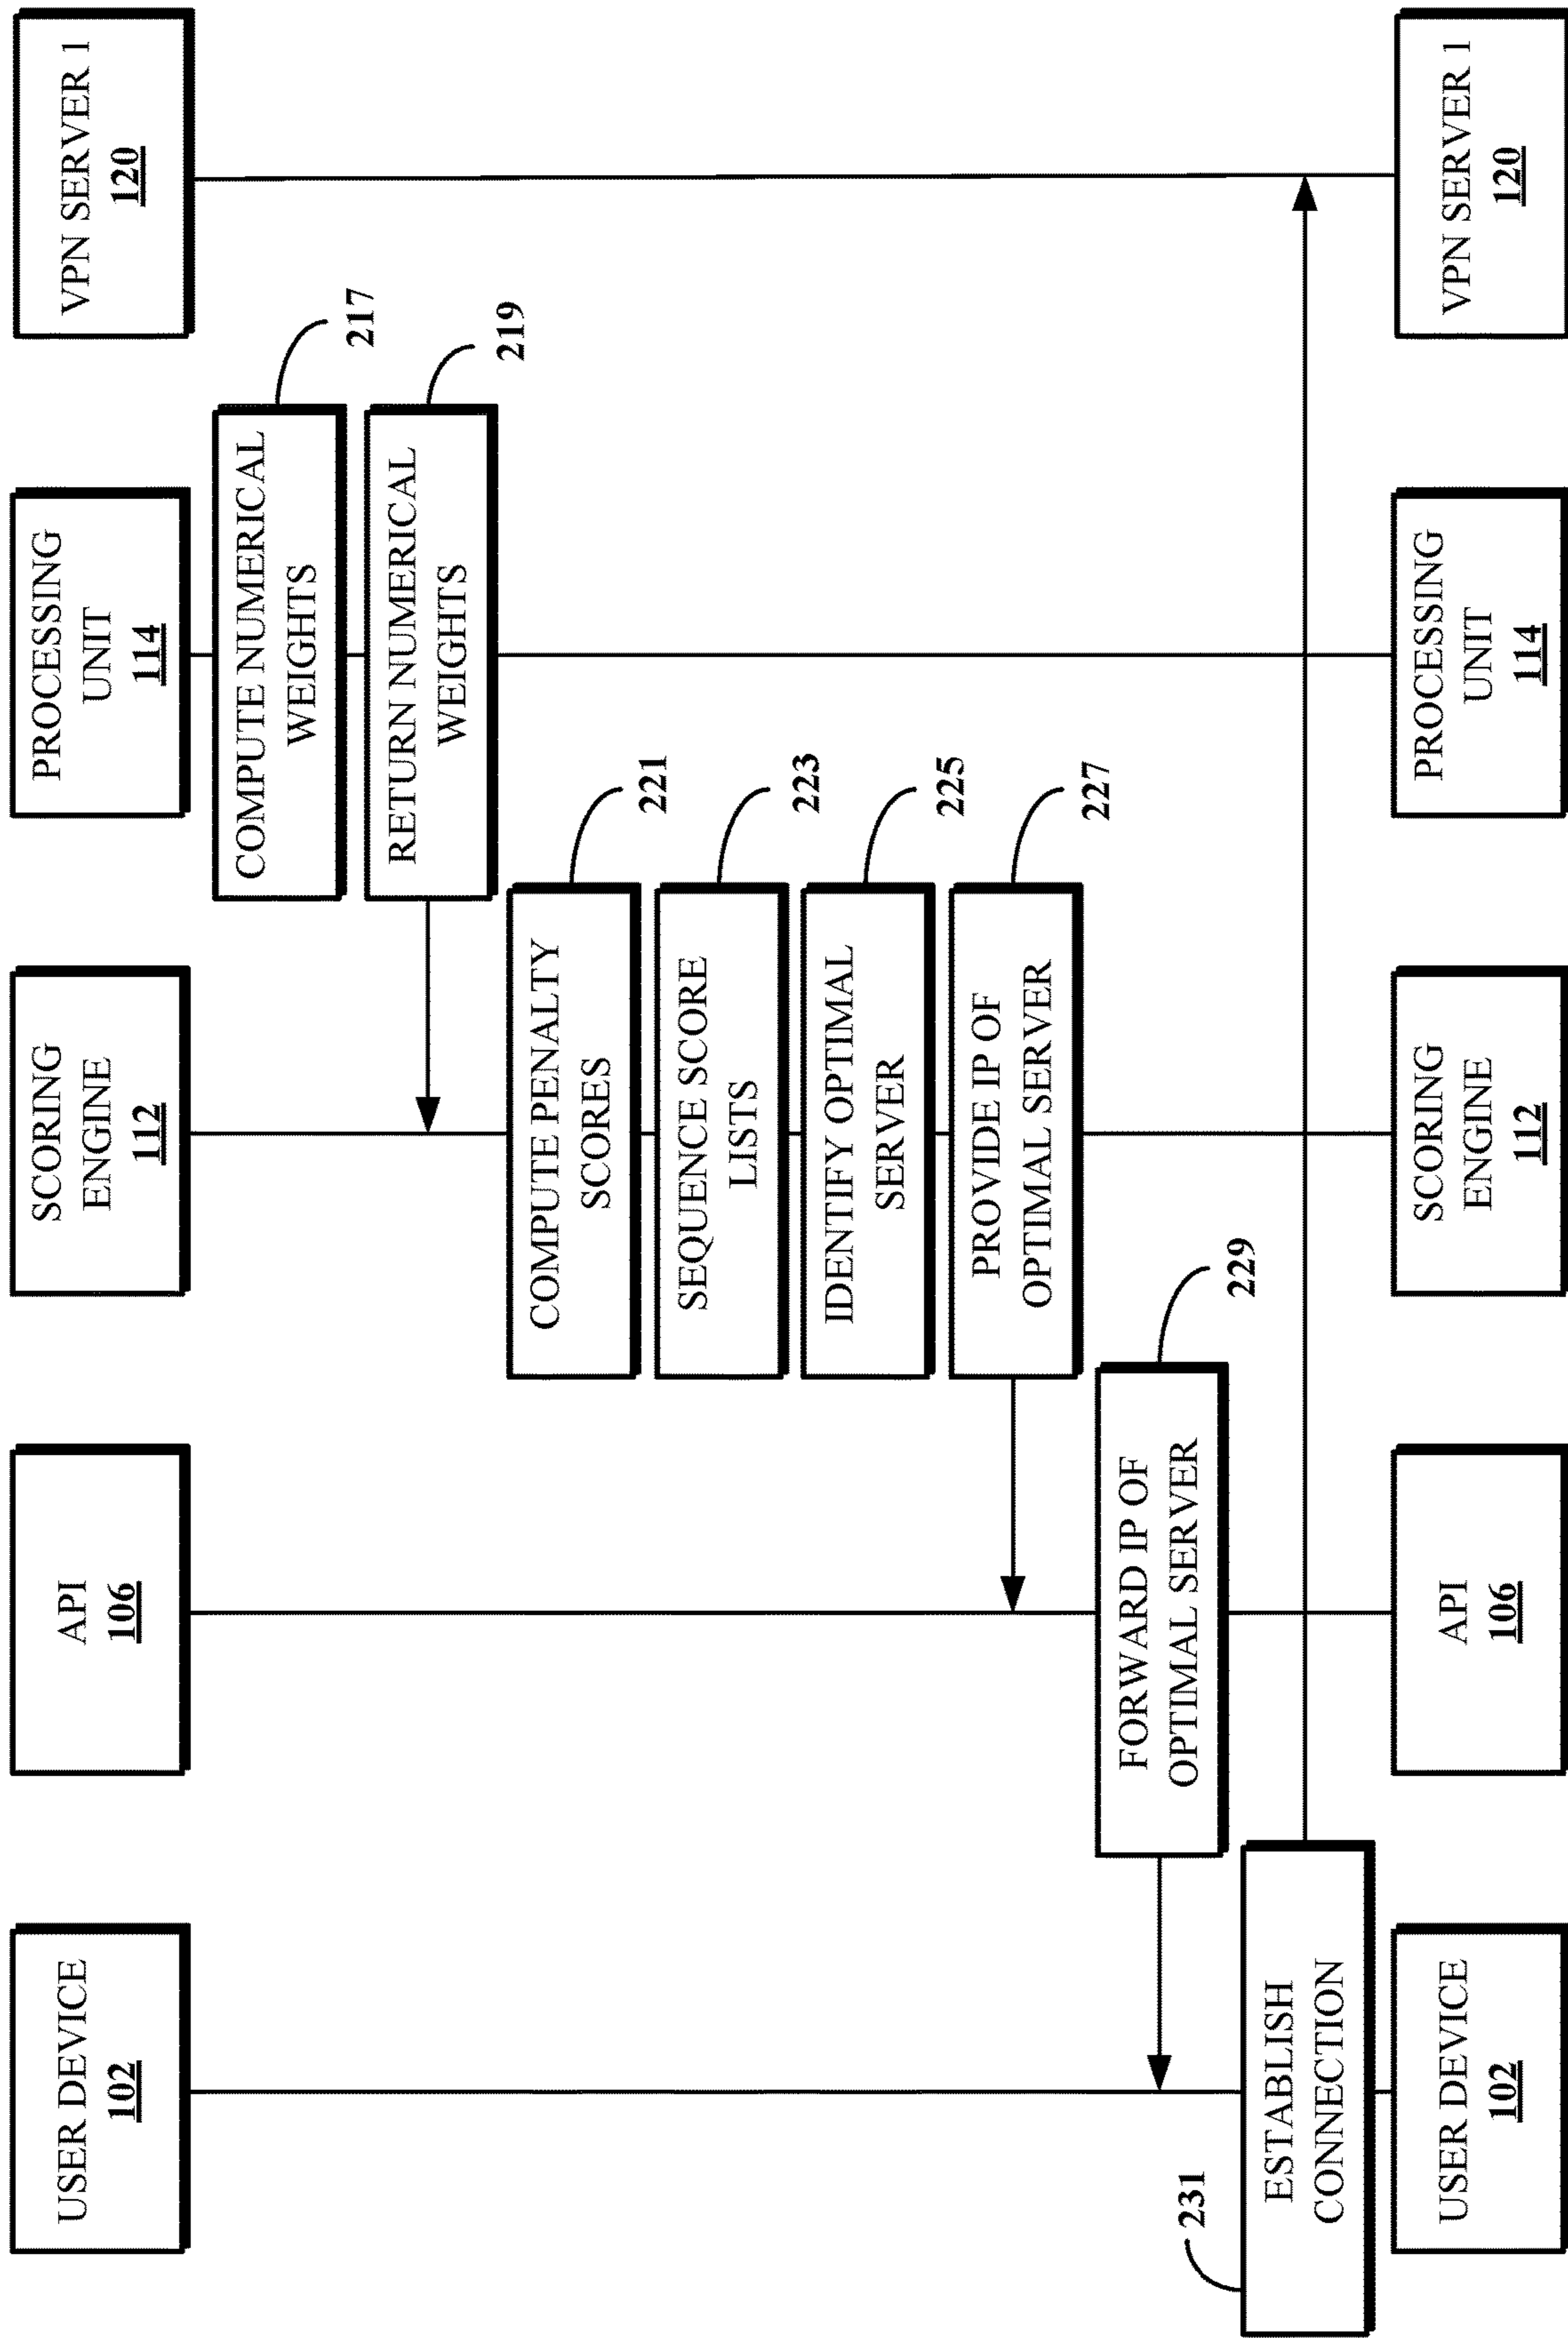 USER DEVICE
102
API
106
SCORING
ENGINE
112
PROCESSING
UNIT
114
VPN SERVER 1
120
COMPUTE NUMERICAL
WEIGHTS
217
RETURN NUMERICAL
WEIGHTS
219
COMPUTE PENALTY
SCORES
221
SEQUENCE SCORE
LISTS
223
IDENTIFY OPTIMAL
SERVER
225
PROVIDE IP OF
OPTIMAL SERVER
227
FORWARD IP OF
OPTIMAL SERVER
229
231
ESTABLISH
CONNECTION
USER DEVICE
102
API
106
SCORING
ENGINE
112
PROCESSING
UNIT
114
VPN SERVER 1
120